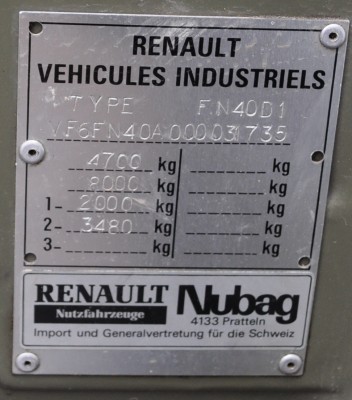 RENAULT
VEHICULES INDUSTRIELS
TYPE FN40D1
VF6FN40A000031735
4700 kg kg
8000 kg kg
1- 2000 kg kg
2- 3480 kg kg
3- kg kg
RENAULT Nubag
Nutzfahrzeuge 4133 Pratteln
Import und Generalvertretung für die Schweiz